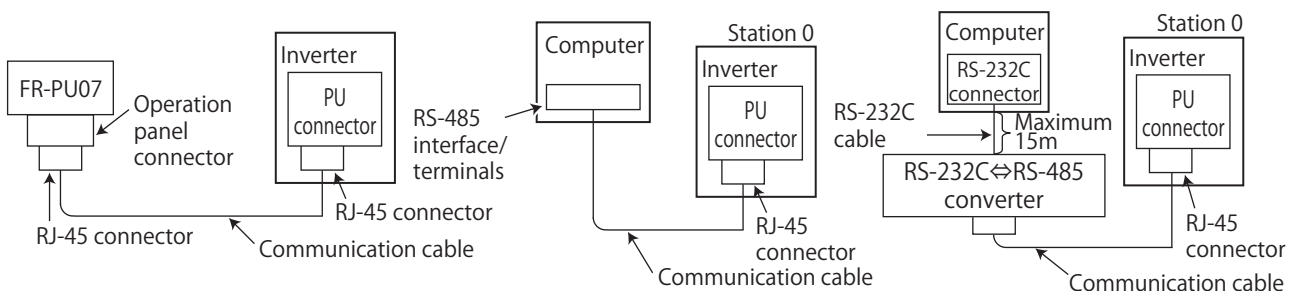 FR-PU07
Operation
panel
connector
Inverter
PU
connector
RJ-45 connector
RJ-45 connector
Communication cable
Computer
RS-485
interface/
terminals
Station 0
Inverter
PU
connector
RJ-45
connector
Communication cable
Computer
RS-232C
connector
RS-232C
cable
Maximum
15m
RS-232C⇔RS-485
converter
Station 0
Inverter
PU
connector
RJ-45
connector
Communication cable